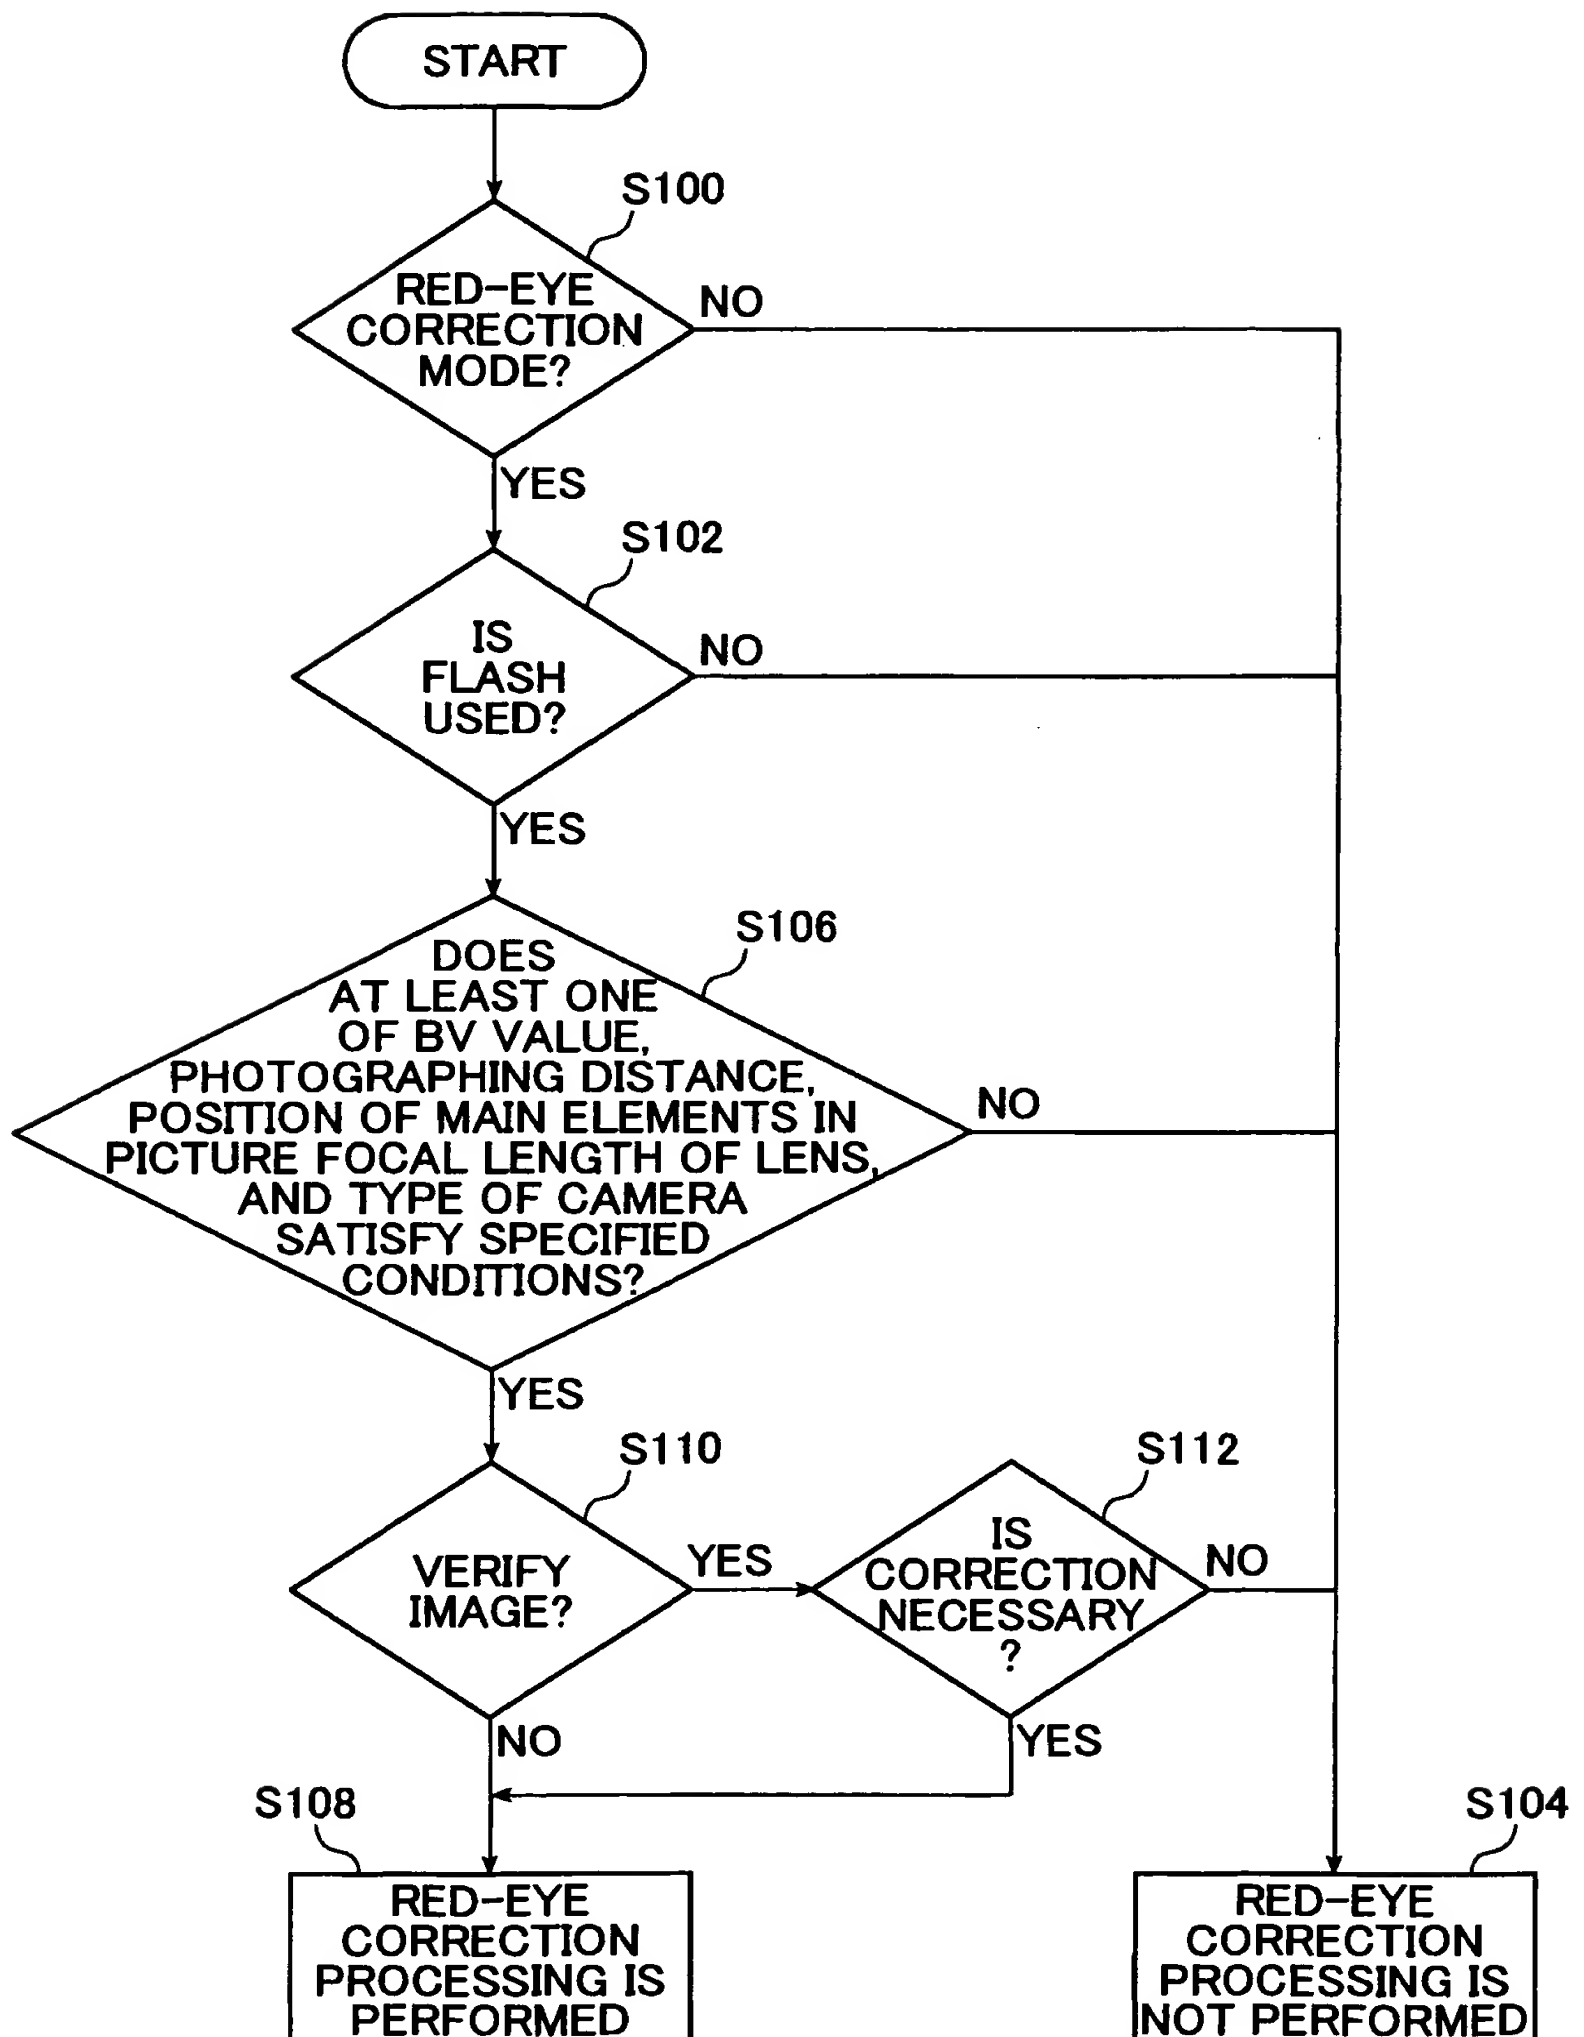 START
S100
RED-EYE
CORRECTION
MODE?
NO
YES
S102
IS
FLASH
USED?
NO
YES
S106
DOES
AT LEAST ONE
OF BV VALUE,
PHOTOGRAPHING DISTANCE,
POSITION OF MAIN ELEMENTS IN
PICTURE FOCAL LENGTH OF LENS,
AND TYPE OF CAMERA
SATISFY SPECIFIED
CONDITIONS?
NO
YES
S110
VERIFY
IMAGE?
YES
NO
S112
IS
CORRECTION
NECESSARY
?
NO
YES
S108
RED-EYE
CORRECTION
PROCESSING IS
PERFORMED
S104
RED-EYE
CORRECTION
PROCESSING IS
NOT PERFORMED